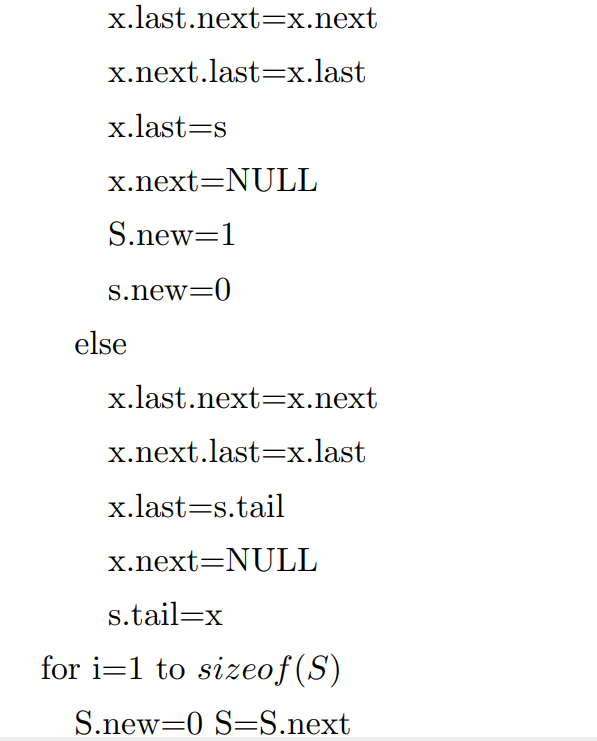 x.last.next=x.next
x.next.last=x.last
x.last=s
x.next=NULL
S.new=1
s.new=0
else
x.last.next=x.next
x.next.last=x.last
x.last=s.tail
x.next=NULL
s.tail=x
for i=1 to sizeof(S)
S.new=0 S=S.next